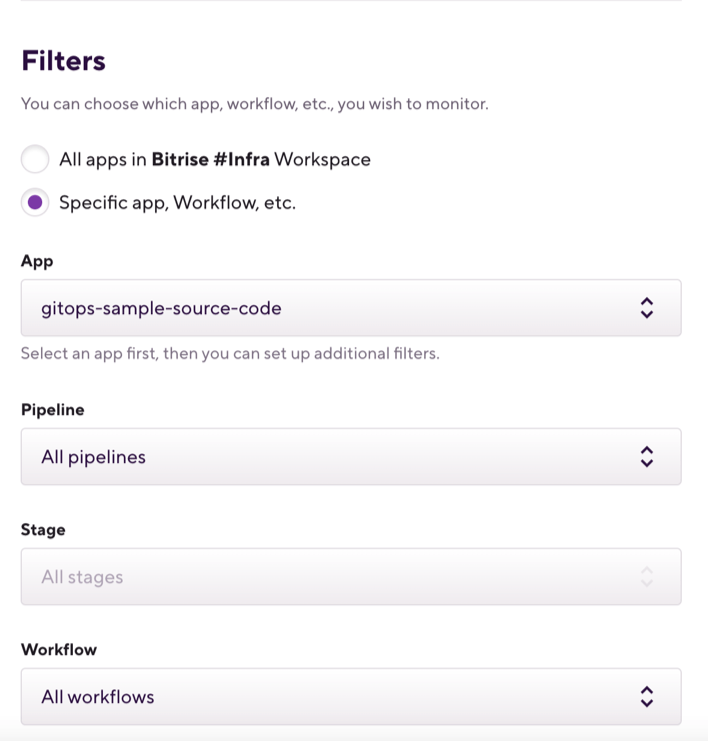 Filters
You can choose which app, workflow, etc., you wish to monitor.
All apps in Bitrise #Infra Workspace
Specific app, Workflow, etc.
App
gitops-sample-source-code
Select an app first, then you can set up additional filters.
Pipeline
All pipelines
Stage
All stages
Workflow
All workflows